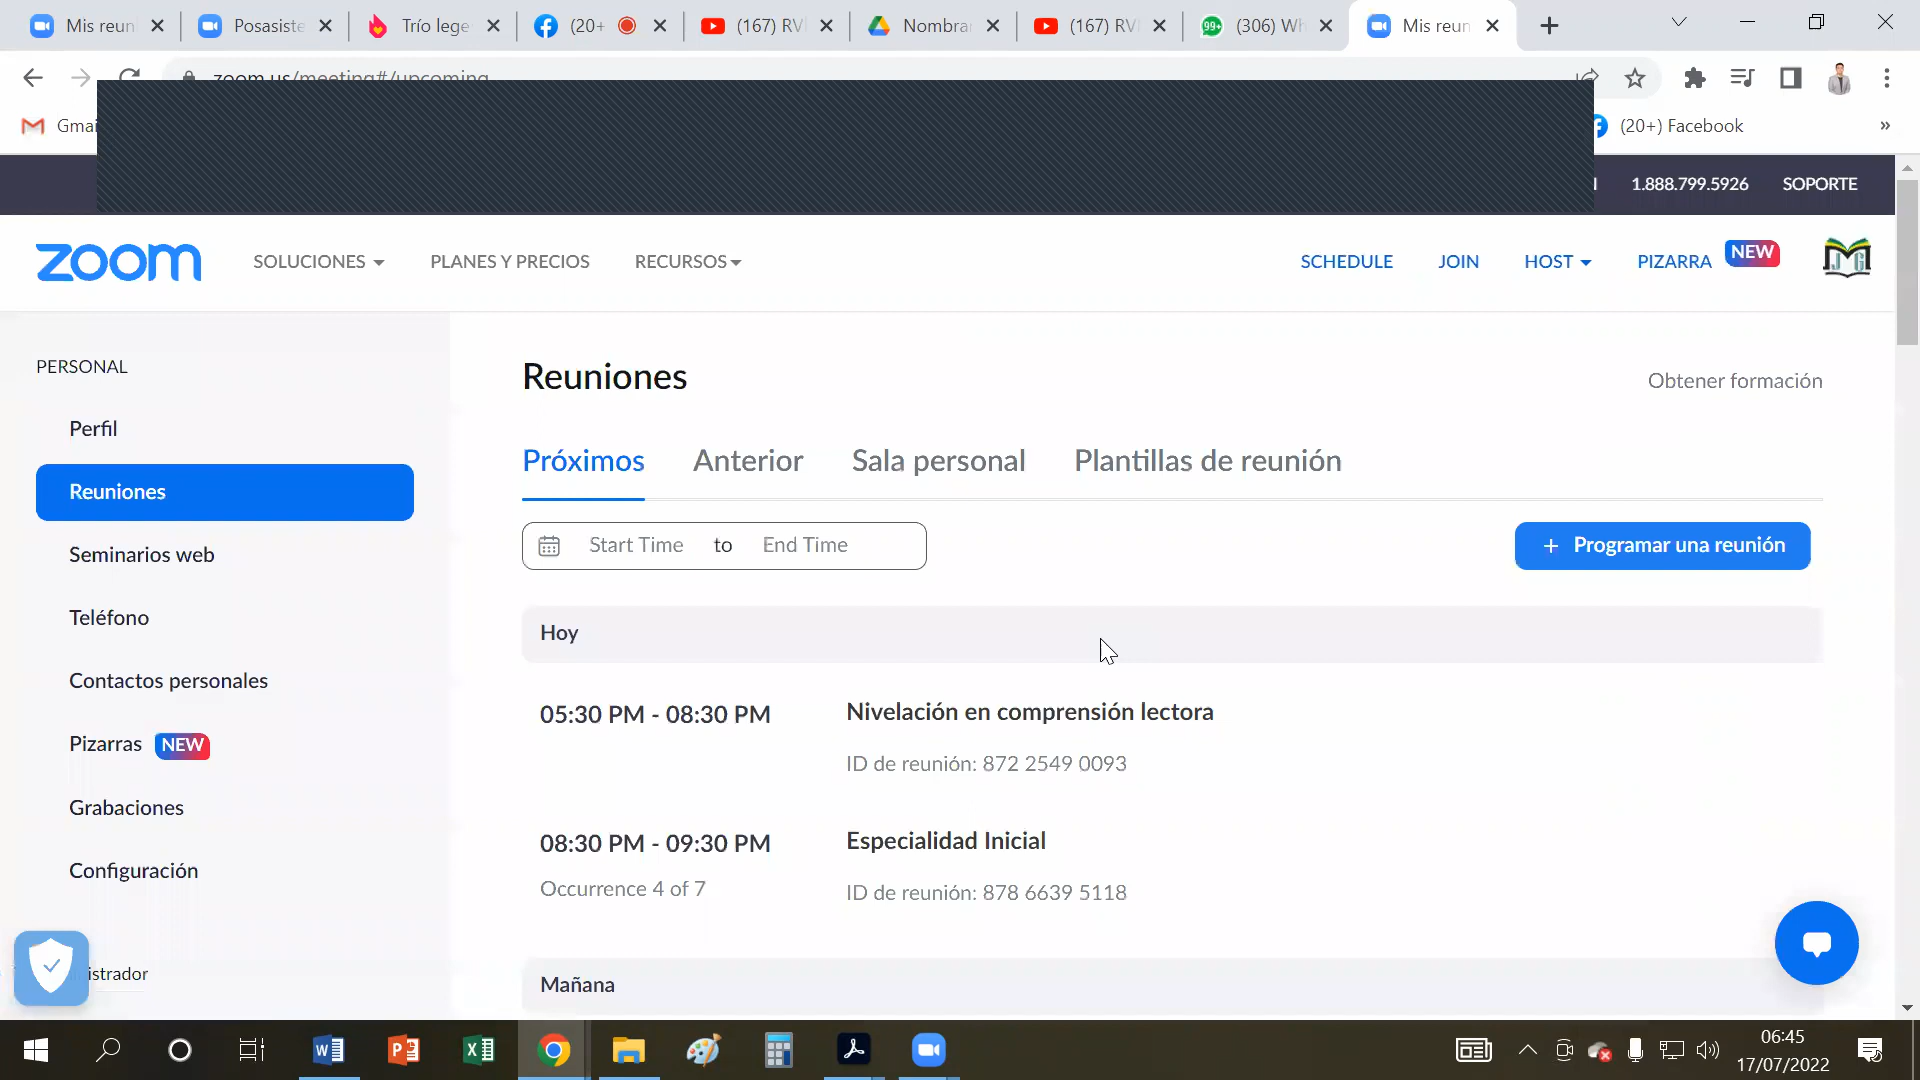 Mis reun
Posasiste
Trío lege
(20+
(167) RV
Nombra
(167) RV
(306) Wh
Mis reun
zoom.us/meeting#/upcoming
Gmai
(20+) Facebook
»
1.888.799.5926
SOPORTE
zoom
SOLUCIONES
PLANES Y PRECIOS
RECURSOS
SCHEDULE
JOIN
HOST
PIZARRA
NEW
PERSONAL
Perfil
Reuniones
Seminarios web
Teléfono
Contactos personales
Pizarras NEW
Grabaciones
Configuración
istrador
Reuniones
Obtener formación
Próximos
Anterior
Sala personal
Plantillas de reunión
Start Time to End Time
+ Programar una reunión
Hoy
05:30 PM - 08:30 PM
Nivelación en comprensión lectora
ID de reunión: 872 2549 0093
08:30 PM - 09:30 PM
Occurrence 4 of 7
Especialidad Inicial
ID de reunión: 878 6639 5118
Mañana
06:45
17/07/2022